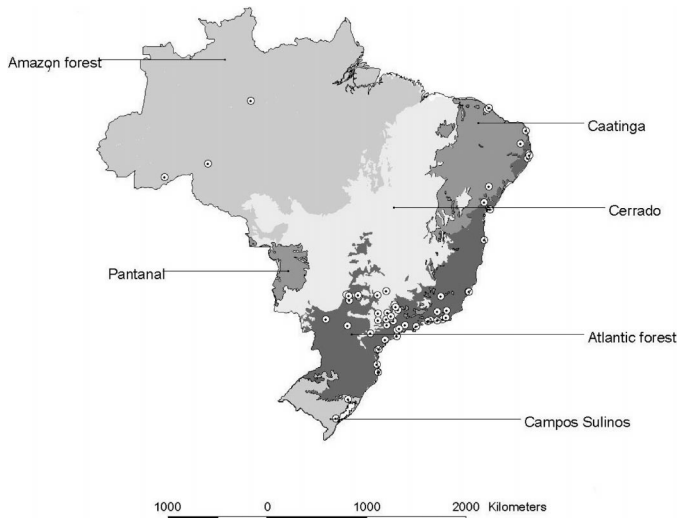 Amazon forest
Caatinga
Cerrado
Pantanal
Atlantic forest
Campos Sulinos
1000 0 1000 2000 Kilometers